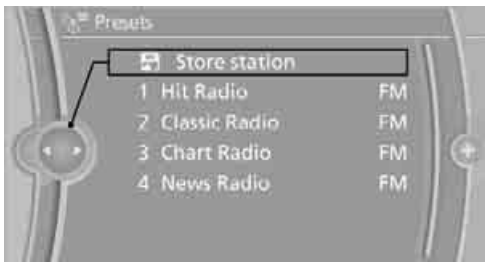 Presets
Store station
1 Hit Radio FM
2 Classic Radio FM
3 Chart Radio FM
4 News Radio FM